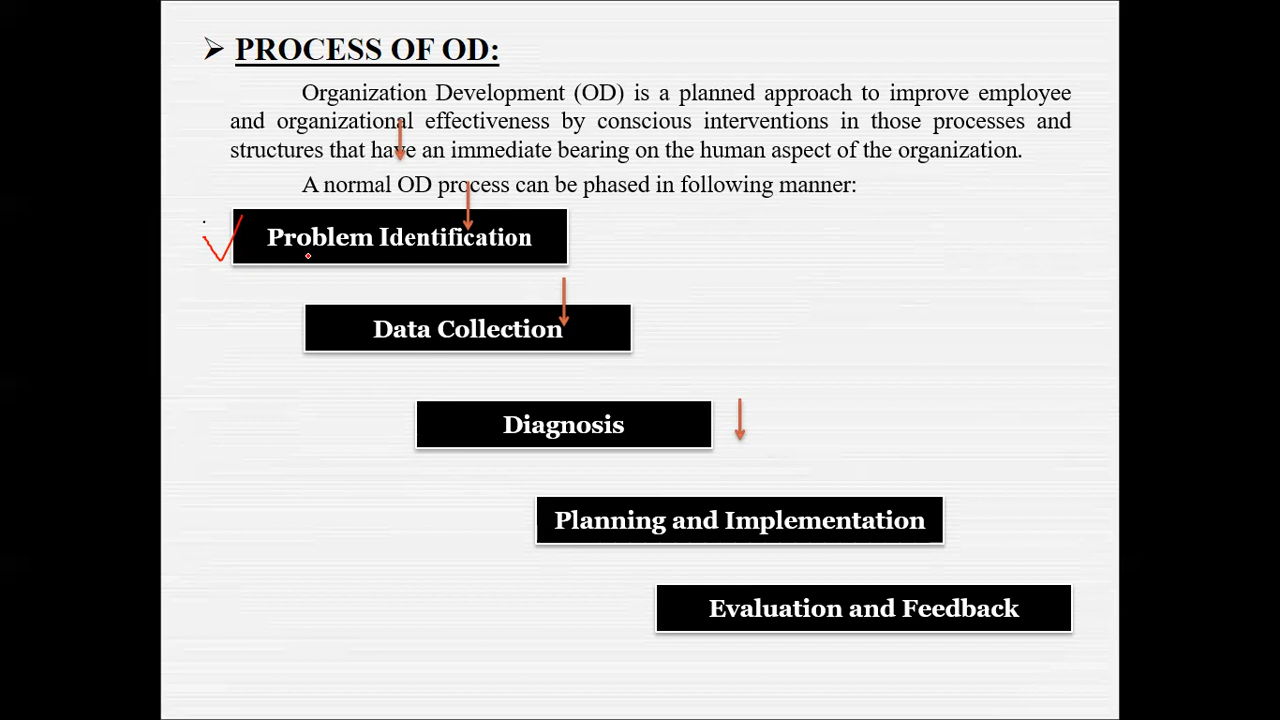 PROCESS OF OD:
Organization Development (OD) is a planned approach to improve employee
and organizational effectiveness by conscious interventions in those processes and
structures that have an immediate bearing on the human aspect of the organization.
A normal OD process can be phased in following manner:
Problem Identification
Data Collection
Diagnosis
Planning and Implementation
Evaluation and Feedback